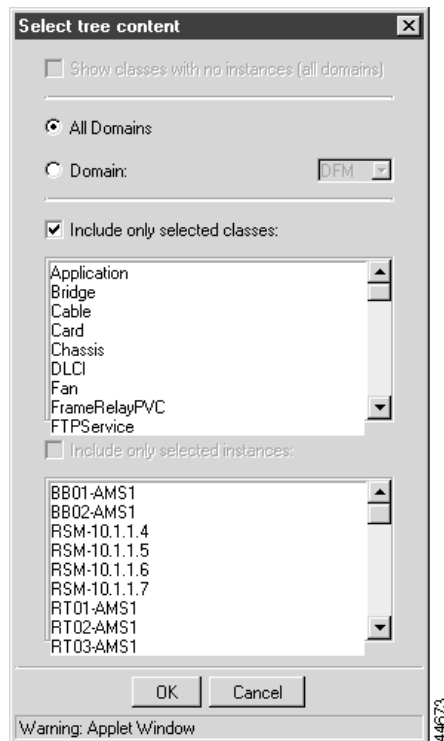 Select tree content
Show classes with no instances (all domains)
All Domains
Domain:
DFM
Include only selected classes:
Application
Bridge
Cable
Card
Chassis
DLCI
Fan
FrameRelayPVC
FTPService
Include only selected instances:
BB01-AMS1
BB02-AMS1
RSM-10.1.1.4
RSM-10.1.1.5
RSM-10.1.1.6
RSM-10.1.1.7
RT01-AMS1
RT02-AMS1
RT03-AMS1
OK
Cancel
Warning: Applet Window
44673